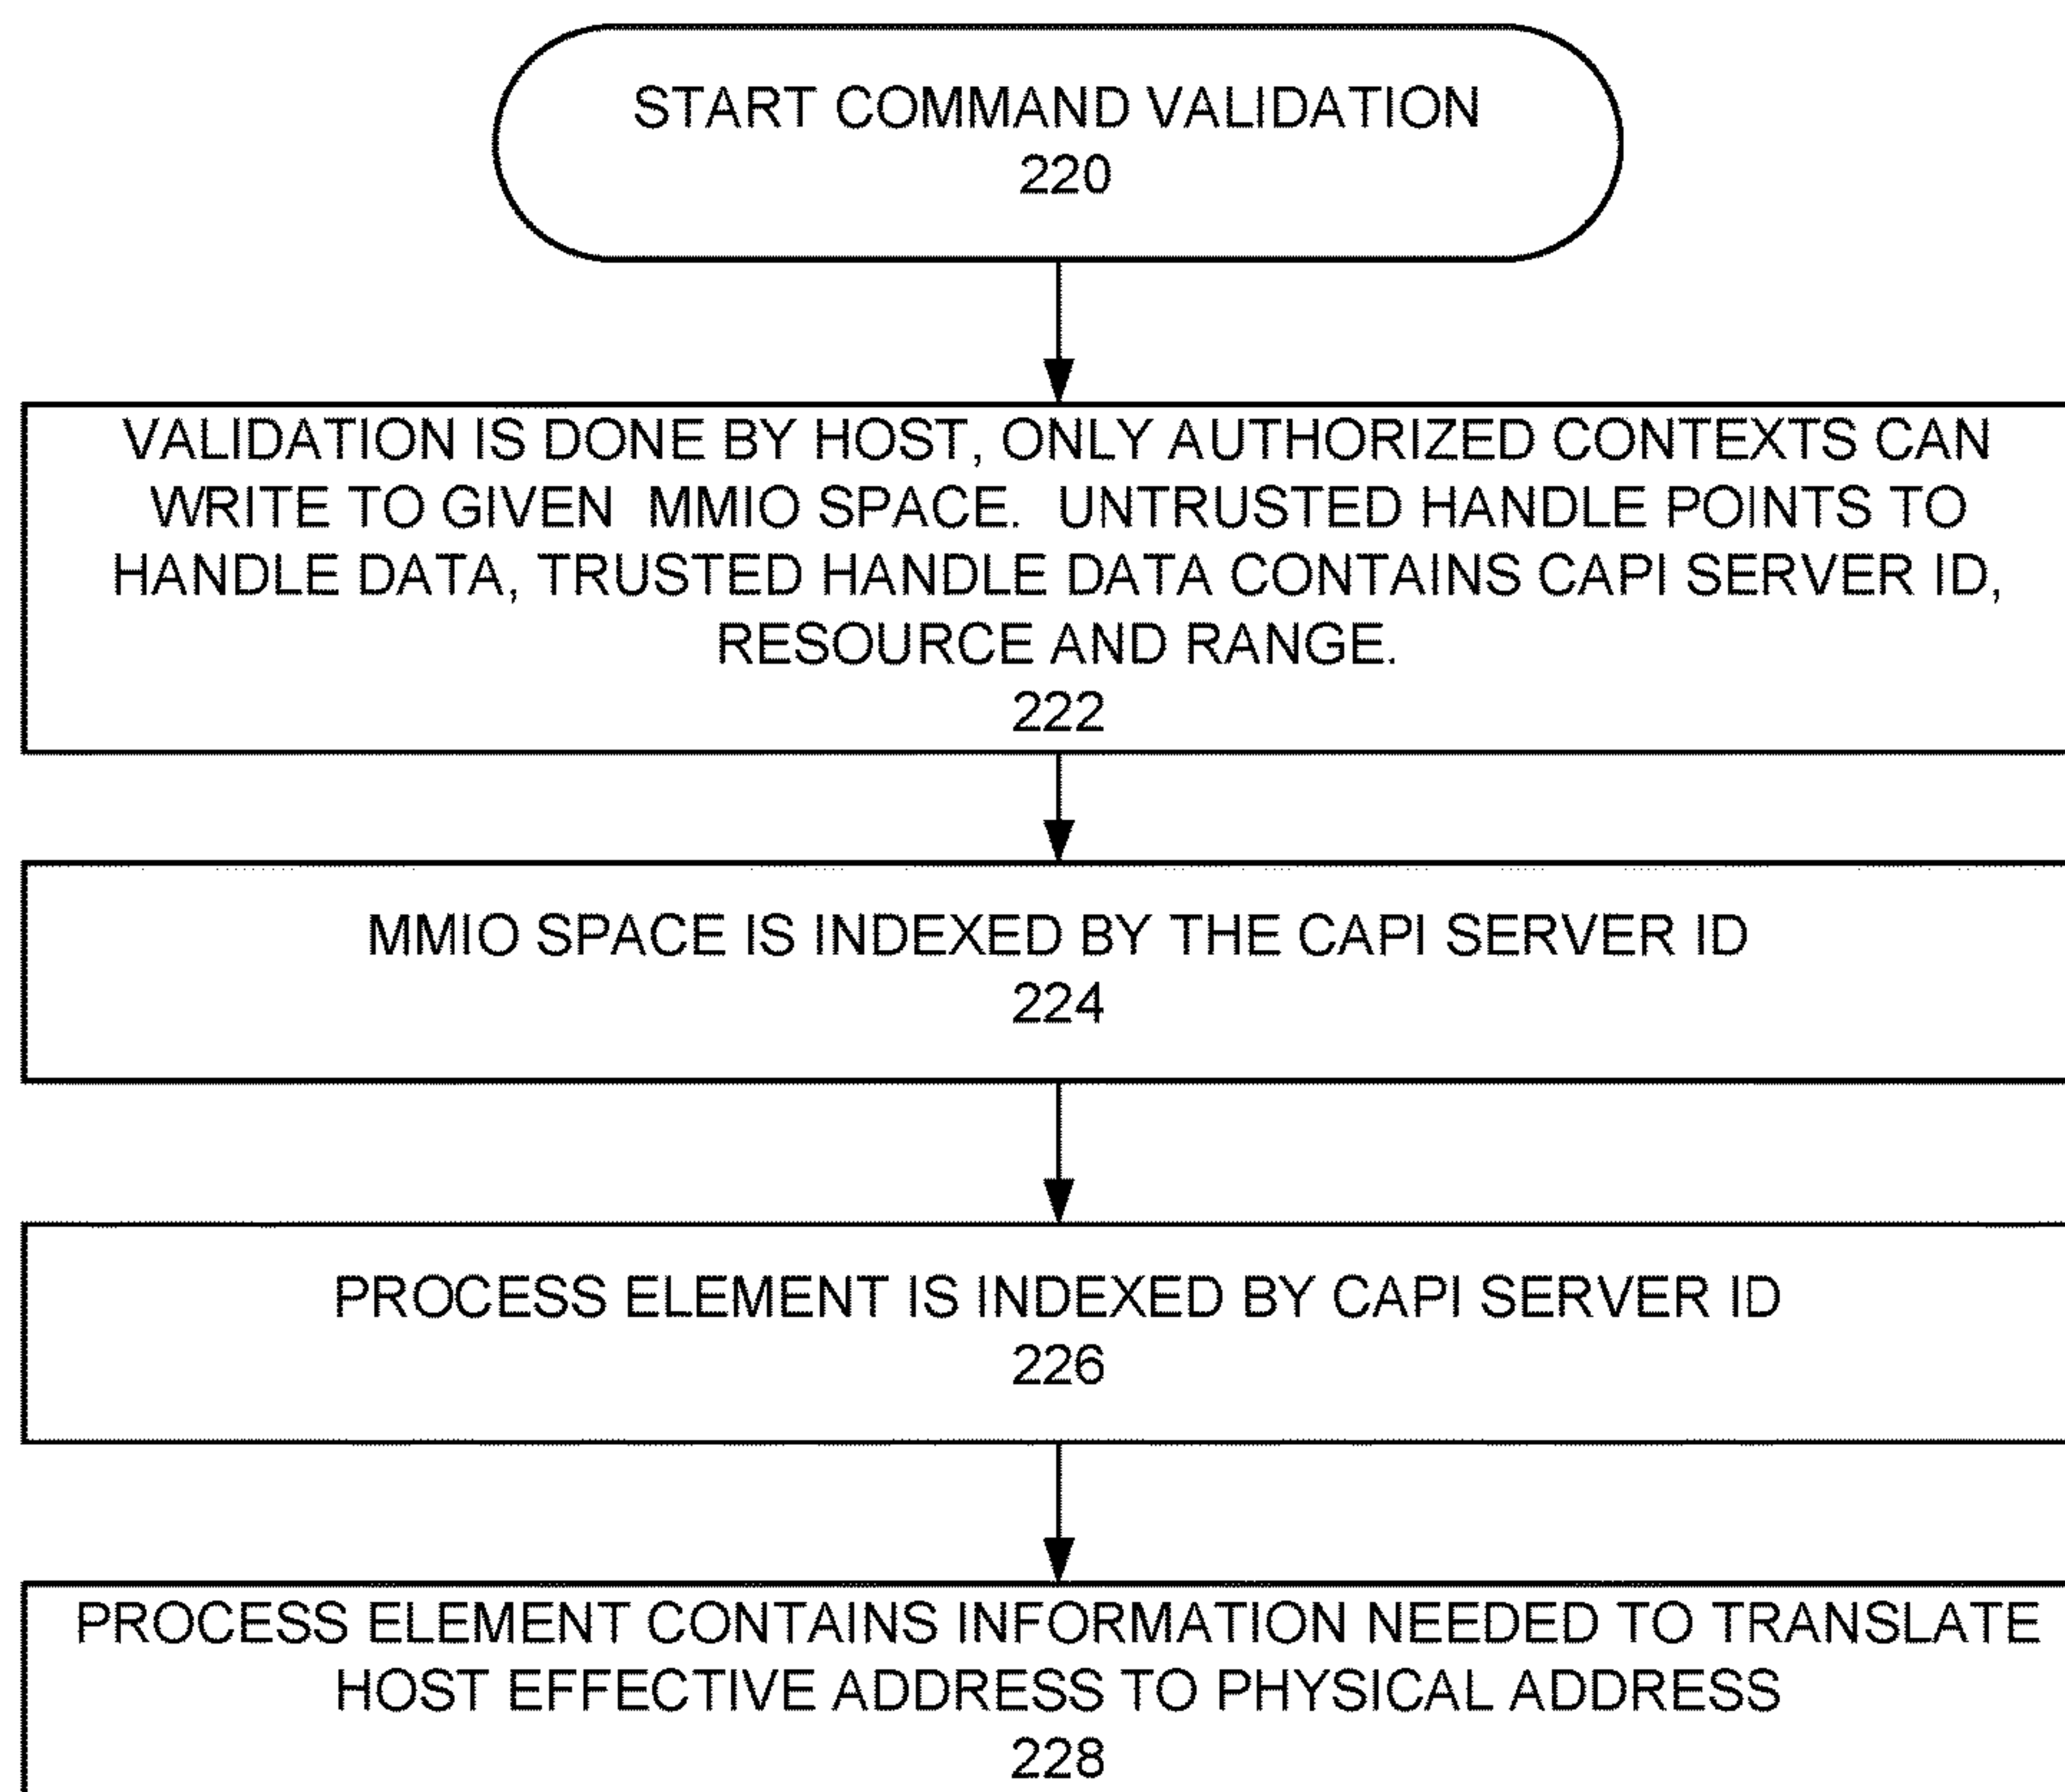 START COMMAND VALIDATION
220
VALIDATION IS DONE BY HOST, ONLY AUTHORIZED CONTEXTS CAN
WRITE TO GIVEN MMIO SPACE. UNTRUSTED HANDLE POINTS TO
HANDLE DATA, TRUSTED HANDLE DATA CONTAINS CAPI SERVER ID,
RESOURCE AND RANGE.
222
MMIO SPACE IS INDEXED BY THE CAPI SERVER ID
224
PROCESS ELEMENT IS INDEXED BY CAPI SERVER ID
226
PROCESS ELEMENT CONTAINS INFORMATION NEEDED TO TRANSLATE
HOST EFFECTIVE ADDRESS TO PHYSICAL ADDRESS
228